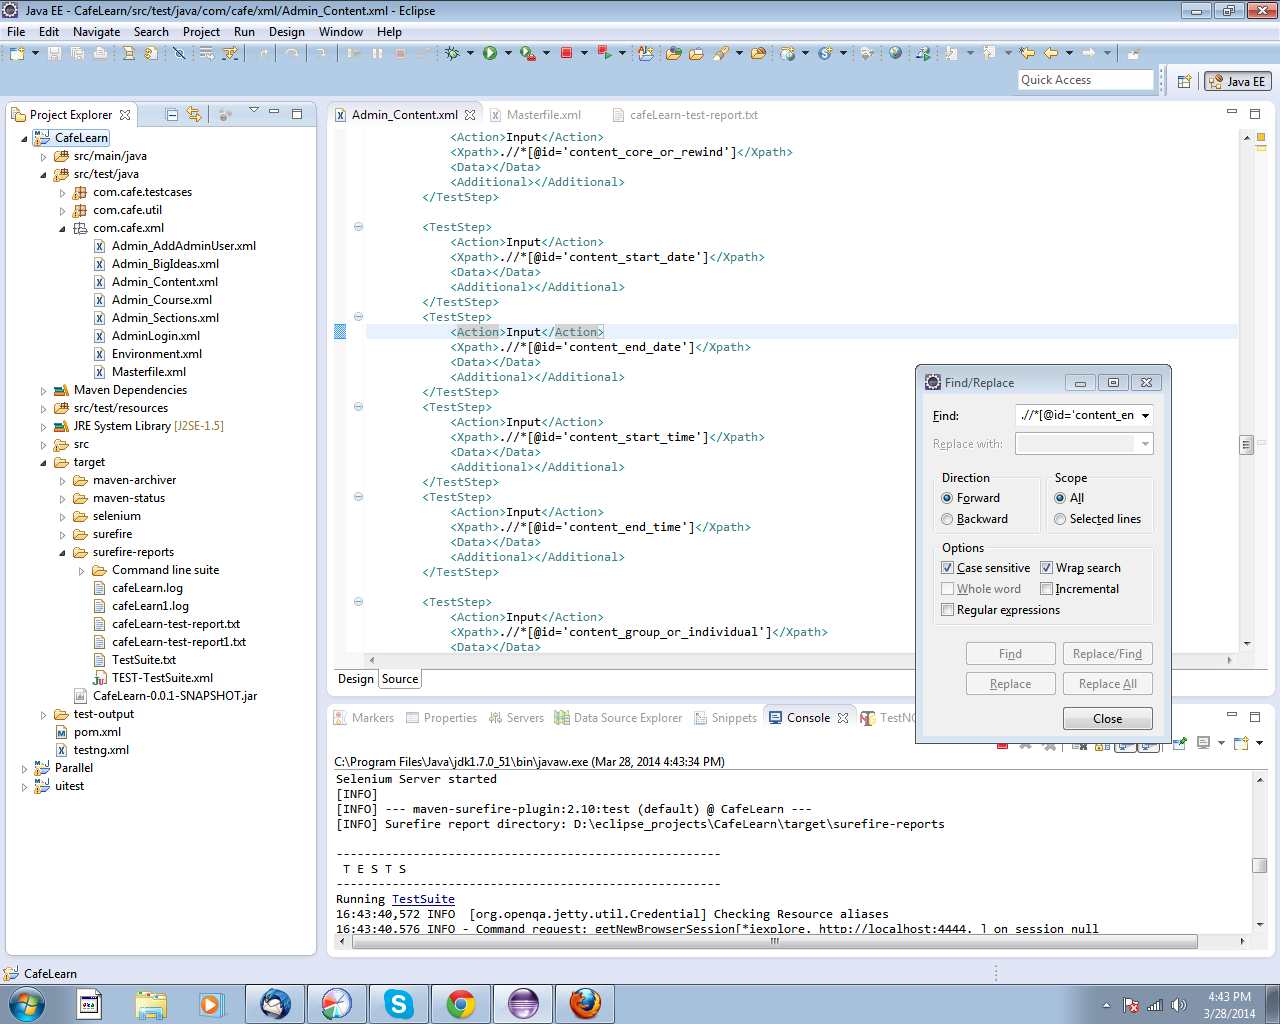 Java EE - CafeLearn/src/test/java/com/cafe/xml/Admin_Content.xml - Eclipse
File Edit Navigate Search Project Run Design Window Help
Quick Access
Java EE
Project Explorer
CafeLearn
src/main/java
src/test/java
com.cafe.testcases
com.cafe.util
com.cafe.xml
Admin_AddAdminUser.xml
Admin_BigIdeas.xml
Admin_Content.xml
Admin_Course.xml
Admin_Sections.xml
AdminLogin.xml
Environment.xml
Masterfile.xml
Maven Dependencies
src/test/resources
JRE System Library [J2SE-1.5]
src
target
maven-archiver
maven-status
selenium
surefire
surefire-reports
Command line suite
cafeLearn.log
cafeLearn1.log
cafeLearn-test-report.txt
cafeLearn-test-report1.txt
TestSuite.txt
TEST-TestSuite.xml
CafeLearn-0.0.1-SNAPSHOT.jar
test-output
pom.xml
testng.xml
Parallel
uitest
Admin_Content.xml Masterfile.xml cafeLearn-test-report.txt
<Action>Input</Action>
<Xpath>.//*[@id='content_core_or_rewind']</Xpath>
<Data></Data>
<Additional></Additional>
</TestStep>
<TestStep>
<Action>Input</Action>
<Xpath>.//*[@id='content_start_date']</Xpath>
<Data></Data>
<Additional></Additional>
</TestStep>
<TestStep>
<Action>Input</Action>
<Xpath>.//*[@id='content_end_date']</Xpath>
<Data></Data>
<Additional></Additional>
</TestStep>
<TestStep>
<Action>Input</Action>
<Xpath>.//*[@id='content_start_time']</Xpath>
<Data></Data>
<Additional></Additional>
</TestStep>
<TestStep>
<Action>Input</Action>
<Xpath>.//*[@id='content_end_time']</Xpath>
<Data></Data>
<Additional></Additional>
</TestStep>
<TestStep>
<Action>Input</Action>
<Xpath>.//*[@id='content_group_or_individual']</Xpath>
<Data></Data>
Design Source
Find/Replace
Find: .//*[@id='content_en
Replace with:
Direction Scope
Forward All
Backward Selected lines
Options
Case sensitive Wrap search
Whole word Incremental
Regular expressions
Find Replace/Find
Replace Replace All
Close
Markers Properties Servers Data Source Explorer Snippets Console TestNG
C:\Program Files\Java\jdk1.7.0_51\bin\javaw.exe (Mar 28, 2014 4:43:34 PM)
Selenium Server started
[INFO]
[INFO] --- maven-surefire-plugin:2.10:test (default) @ CafeLearn ---
[INFO] Surefire report directory: D:\eclipse_projects\CafeLearn\target\surefire-reports
-------------------------------------------------------
T E S T S
-------------------------------------------------------
Running TestSuite
16:43:40,572 INFO [org.openqa.jetty.util.Credential] Checking Resource aliases
16:43:40,576 INFO - Command request: getNewBrowserSession[*iexplore, http://localhost:4444, ] on session null
CafeLearn
4:43 PM
3/28/2014